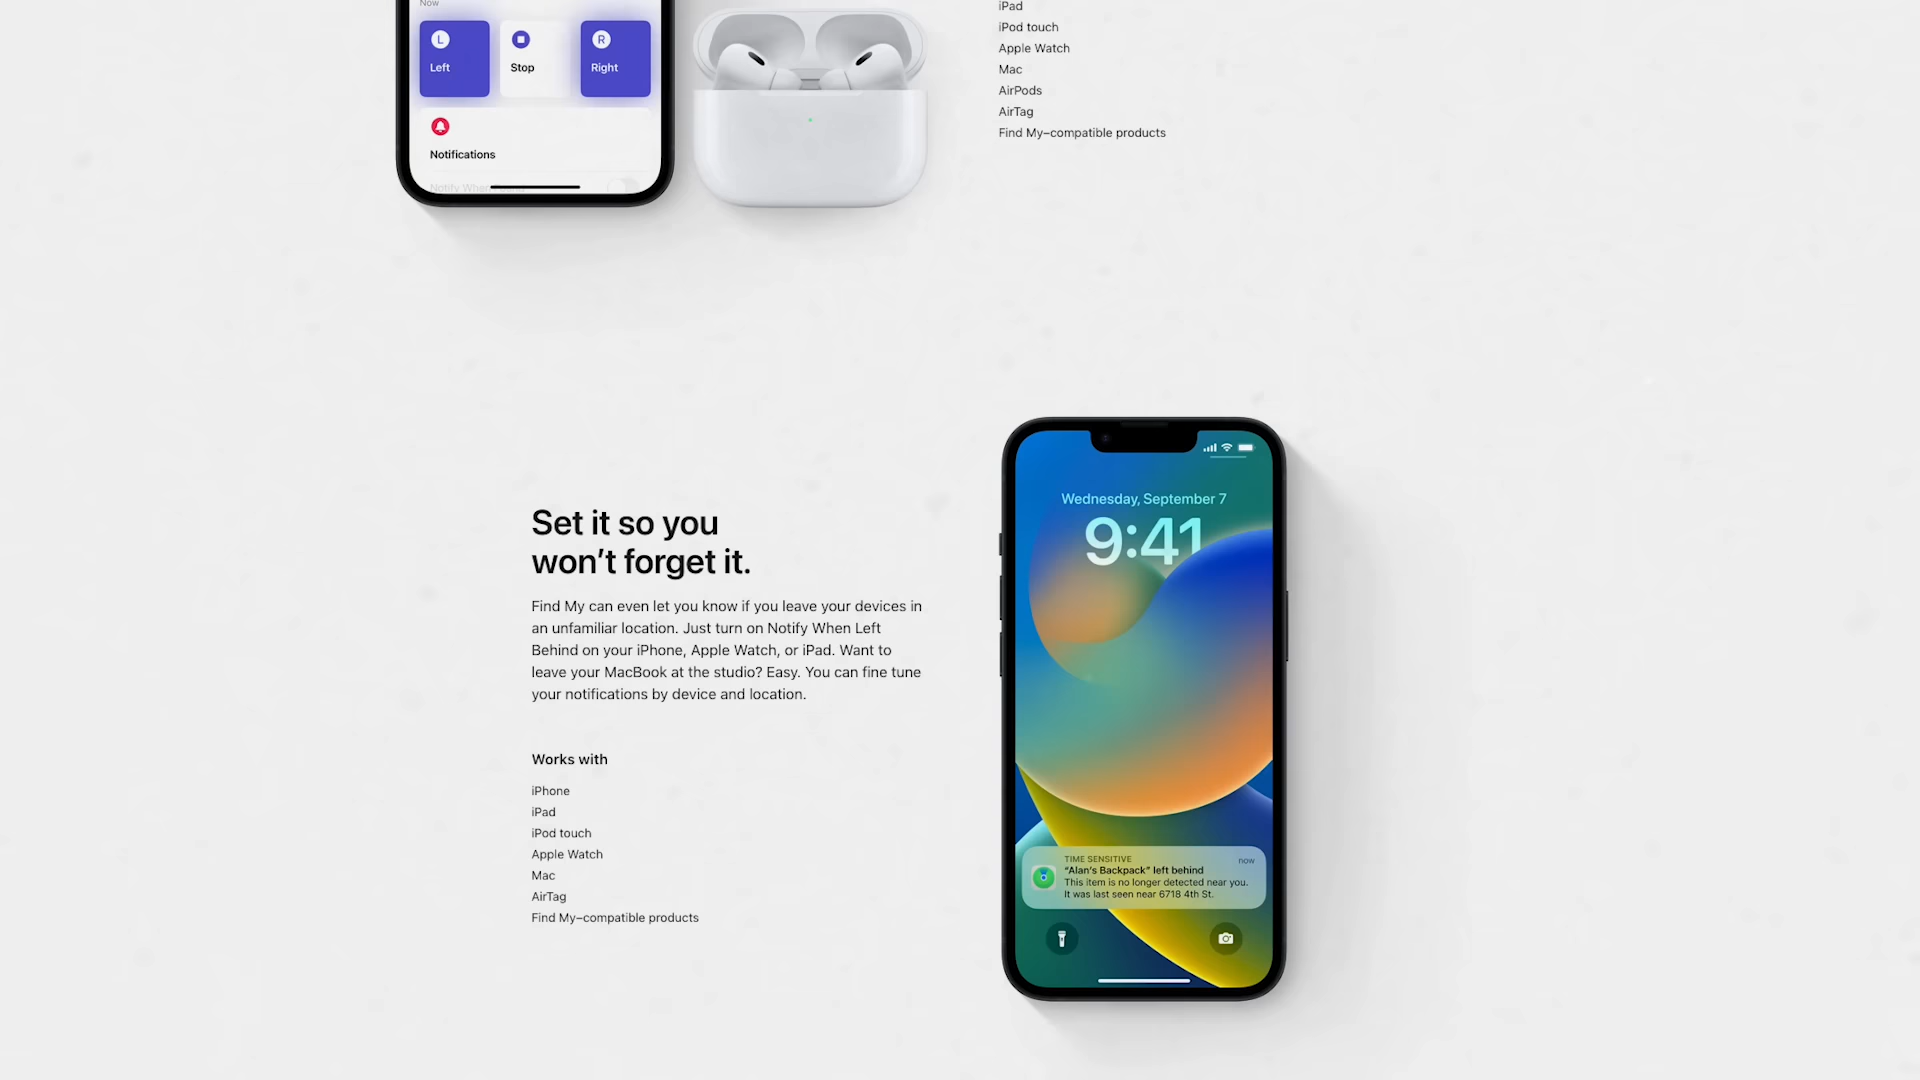 Now
L
R
Left
Stop
Right
Notifications
Notify When Found
iPad
iPod touch
Apple Watch
Mac
AirPods
AirTag
Find My–compatible products
Set it so you
won’t forget it.
Find My can even let you know if you leave your devices in
an unfamiliar location. Just turn on Notify When Left
Behind on your iPhone, Apple Watch, or iPad. Want to
leave your MacBook at the studio? Easy. You can fine tune
your notifications by device and location.
Works with
iPhone
iPad
iPod touch
Apple Watch
Mac
AirTag
Find My–compatible products
Wednesday, September 7
9:41
TIME SENSITIVE
now
“Alan’s Backpack” left behind
This item is no longer detected near you.
It was last seen near 6718 4th St.